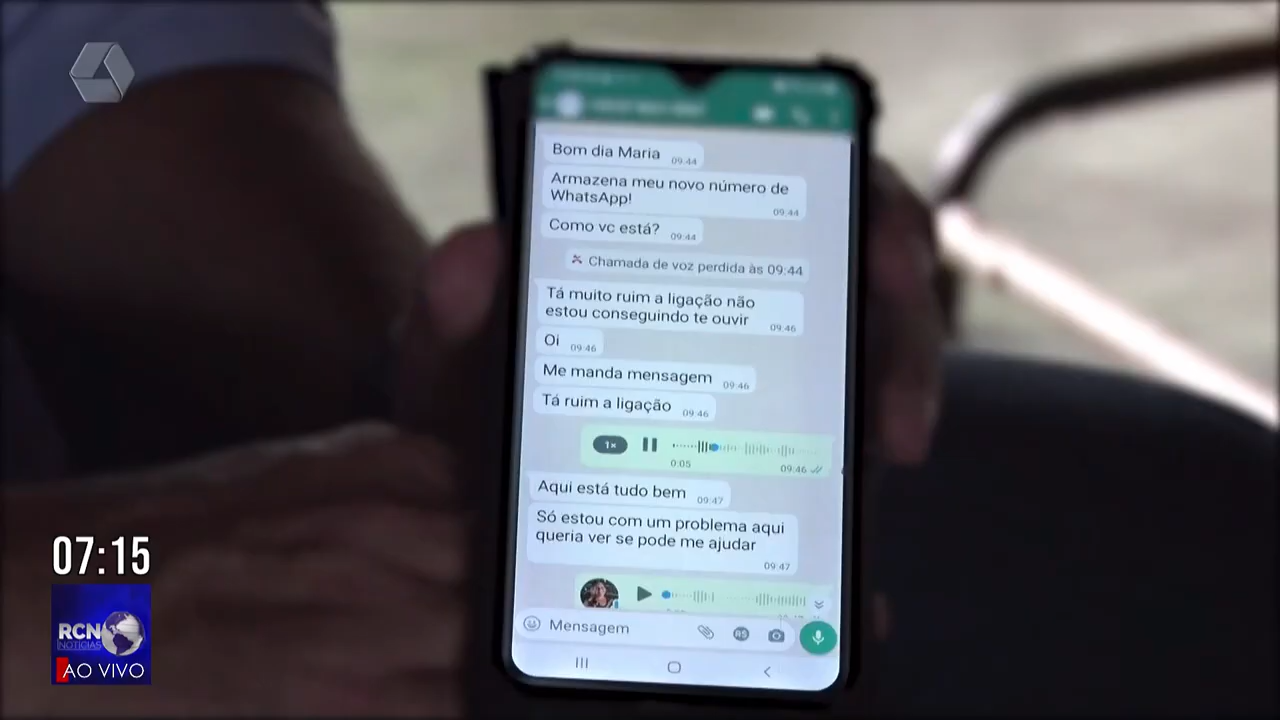 Bom dia Maria 09:44
Armazena meu novo número de
WhatsApp!
09:44
Como vc está? 09:44
Chamada de voz perdida às 09:44
Tá muito ruim a ligação não
estou conseguindo te ouvir 09:46
Oi 09:46
Me manda mensagem 09:46
Tá ruim a ligação 09:46
1×
0:05 09:46
Aqui está tudo bem 09:47
Só estou com um problema aqui
queria ver se pode me ajudar
09:47
Mensagem R$
07:15
RCN
NOTÍCIAS
AO VIVO